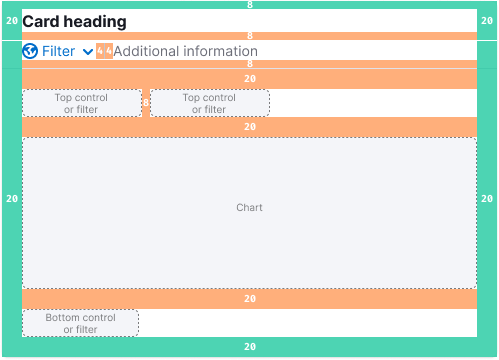 8
20 Card heading 20
8
Filter 4 4 Additional information
8
20
Top control
or filter
8
Top control
or filter
20
20 Chart 20
20
Bottom control
or filter
20